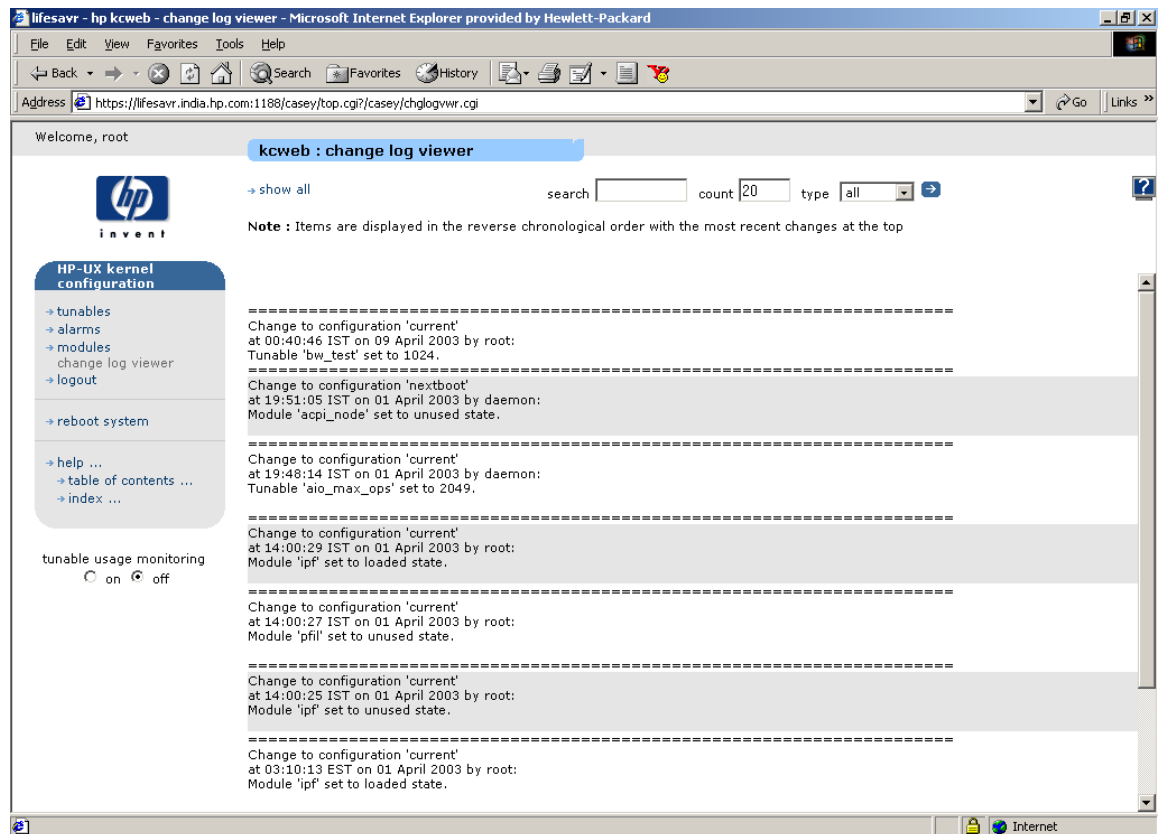 lifesavr - hp kcweb - change log viewer - Microsoft Internet Explorer provided by Hewlett-Packard
File Edit View Favorites Tools Help
Back Search Favorites History
Address https://lifesavr.india.hp.com:1188/casey/top.cgi?/casey/chglogvwr.cgi Go Links »
Welcome, root
kcweb : change log viewer
show all search count 20 type all ?
hp
invent
Note : Items are displayed in the reverse chronological order with the most recent changes at the top
HP-UX kernel
configuration
tunables
alarms
modules
change log viewer
logout
reboot system
help ...
table of contents ...
index ...
tunable usage monitoring
on off
======================================================================
Change to configuration 'current'
at 00:40:46 IST on 09 April 2003 by root:
Tunable 'bw_test' set to 1024.
======================================================================
Change to configuration 'nextboot'
at 19:51:05 IST on 01 April 2003 by daemon:
Module 'acpi_node' set to unused state.
======================================================================
Change to configuration 'current'
at 19:48:14 IST on 01 April 2003 by daemon:
Tunable 'aio_max_ops' set to 2049.
======================================================================
Change to configuration 'current'
at 14:00:29 IST on 01 April 2003 by root:
Module 'ipf' set to loaded state.
======================================================================
Change to configuration 'current'
at 14:00:27 IST on 01 April 2003 by root:
Module 'pfil' set to unused state.
======================================================================
Change to configuration 'current'
at 14:00:25 IST on 01 April 2003 by root:
Module 'ipf' set to unused state.
======================================================================
Change to configuration 'current'
at 03:10:13 EST on 01 April 2003 by root:
Module 'ipf' set to loaded state.
Internet